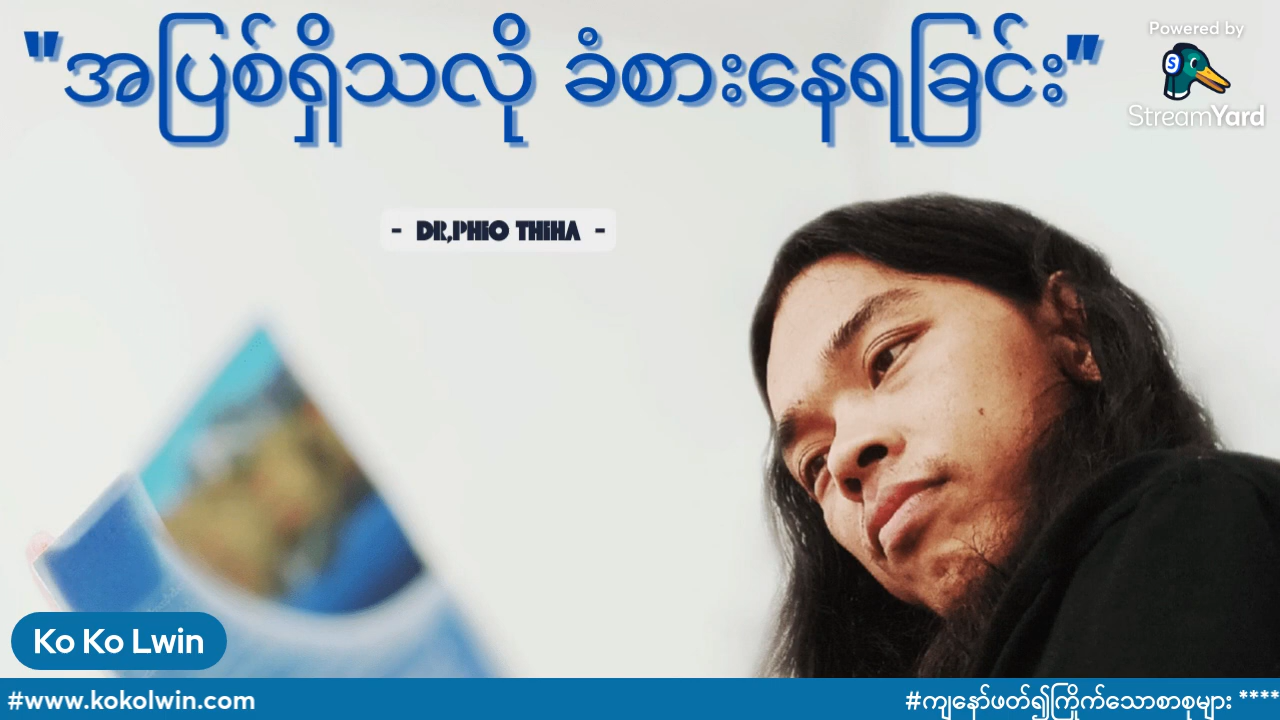 "အပြစ်ရှိသလို ခံစားနေရခြင်း"
Powered by
StreamYard
- DR,PHIO THIHA -
Ko Ko Lwin
#www.kokolwin.com
#ကျနော်ဖတ်၍ကြိုက်သောစာစုများ ****